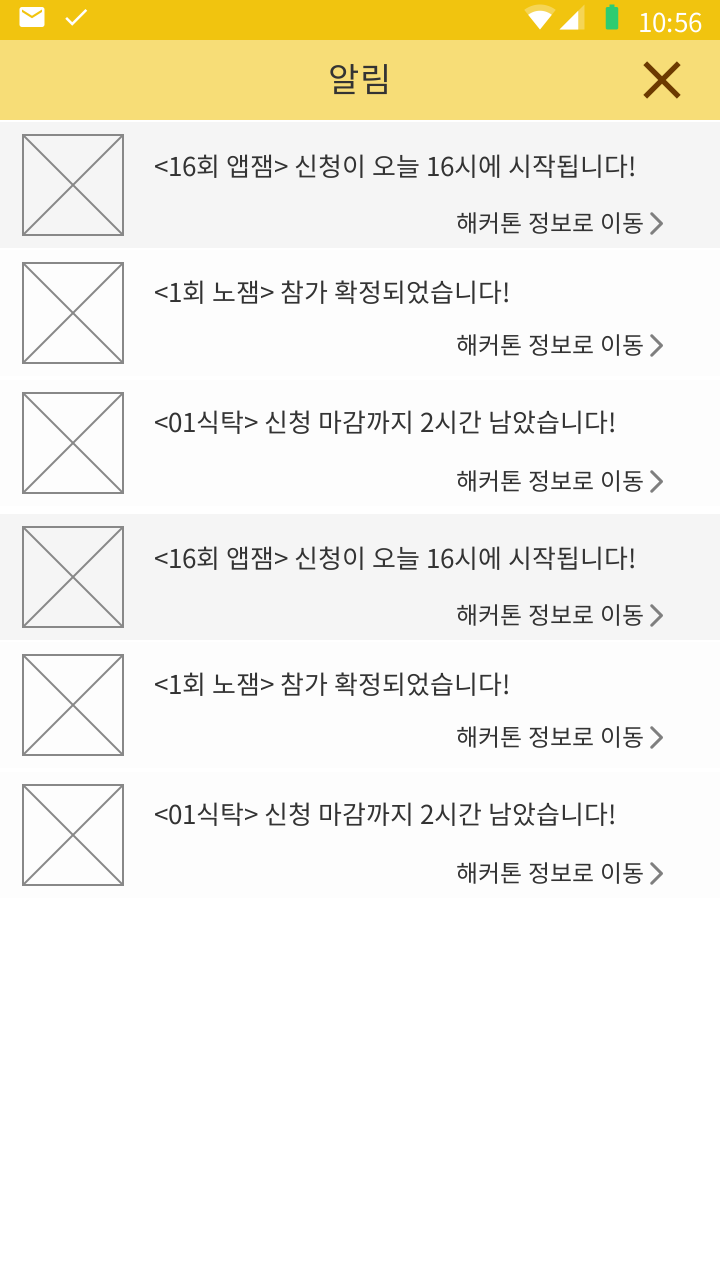 10:56
알림
<16회 앱잼> 신청이 오늘 16시에 시작됩니다!
해커톤 정보로 이동
<1회 노잼> 참가 확정되었습니다!
해커톤 정보로 이동
<01식탁> 신청 마감까지 2시간 남았습니다!
해커톤 정보로 이동
<16회 앱잼> 신청이 오늘 16시에 시작됩니다!
해커톤 정보로 이동
<1회 노잼> 참가 확정되었습니다!
해커톤 정보로 이동
<01식탁> 신청 마감까지 2시간 남았습니다!
해커톤 정보로 이동